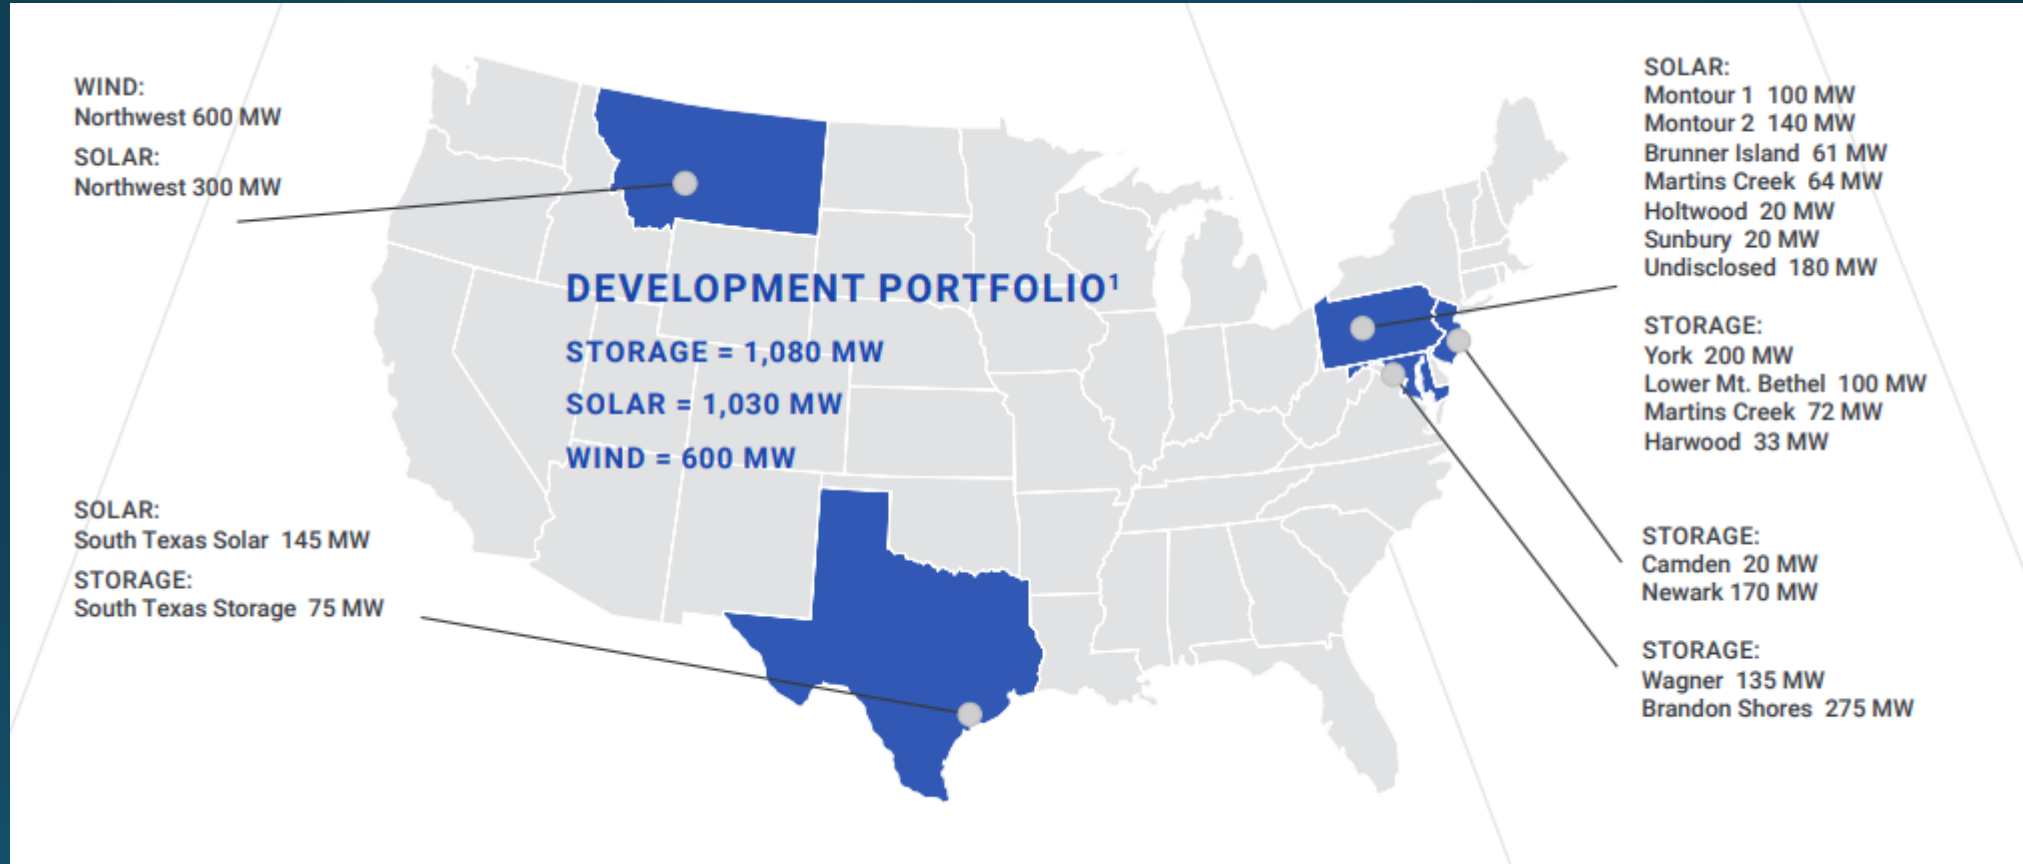 WIND:
Northwest 600 MW
SOLAR:
Northwest 300 MW
DEVELOPMENT PORTFOLIO¹
STORAGE = 1,080 MW
SOLAR = 1,030 MW
WIND = 600 MW
SOLAR:
South Texas Solar 145 MW
STORAGE:
South Texas Storage 75 MW
SOLAR:
Montour 1 100 MW
Montour 2 140 MW
Brunner Island 61 MW
Martins Creek 64 MW
Holtwood 20 MW
Sunbury 20 MW
Undisclosed 180 MW
STORAGE:
York 200 MW
Lower Mt. Bethel 100 MW
Martins Creek 72 MW
Harwood 33 MW
STORAGE:
Camden 20 MW
Newark 170 MW
STORAGE:
Wagner 135 MW
Brandon Shores 275 MW